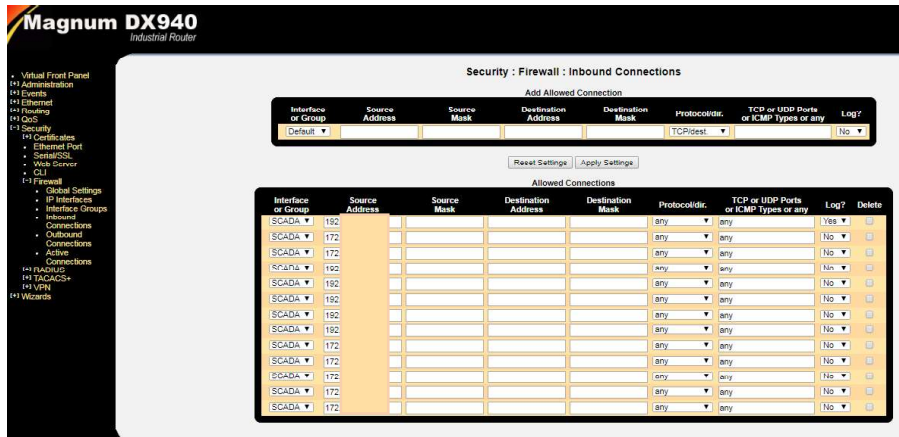 Magnum DX940
Industrial Router
Virtual Front Panel
[+] Administration
[+] Events
[+] Ethernet
[+] Routing
[+] QoS
[-] Security
[+] Certificates
Ethernet Port
Serial/SSL
Web Server
CLI
[-] Firewall
Global Settings
IP Interfaces
Interface Groups
Inbound
Connections
Outbound
Connections
Active
Connections
[+] RADIUS
[+] TACACS+
[+] VPN
[+] Wizards
Security : Firewall : Inbound Connections
Add Allowed Connection
Interface or Group Source Address Source Mask Destination Address Destination Mask Protocol/dir. TCP or UDP Ports or ICMP Types or any Log?
Default TCP/dest. No
Reset Settings Apply Settings
Allowed Connections
Interface or Group Source Address Source Mask Destination Address Destination Mask Protocol/dir. TCP or UDP Ports or ICMP Types or any Log? Delete
SCADA 192 any any Yes
SCADA 172 any any No
SCADA 172 any any No
SCADA 192 any any No
SCADA 192 any any No
SCADA 192 any any No
SCADA 192 any any No
SCADA 172 any any No
SCADA 172 any any No
SCADA 172 any any No
SCADA 172 any any No
SCADA 172 any any No